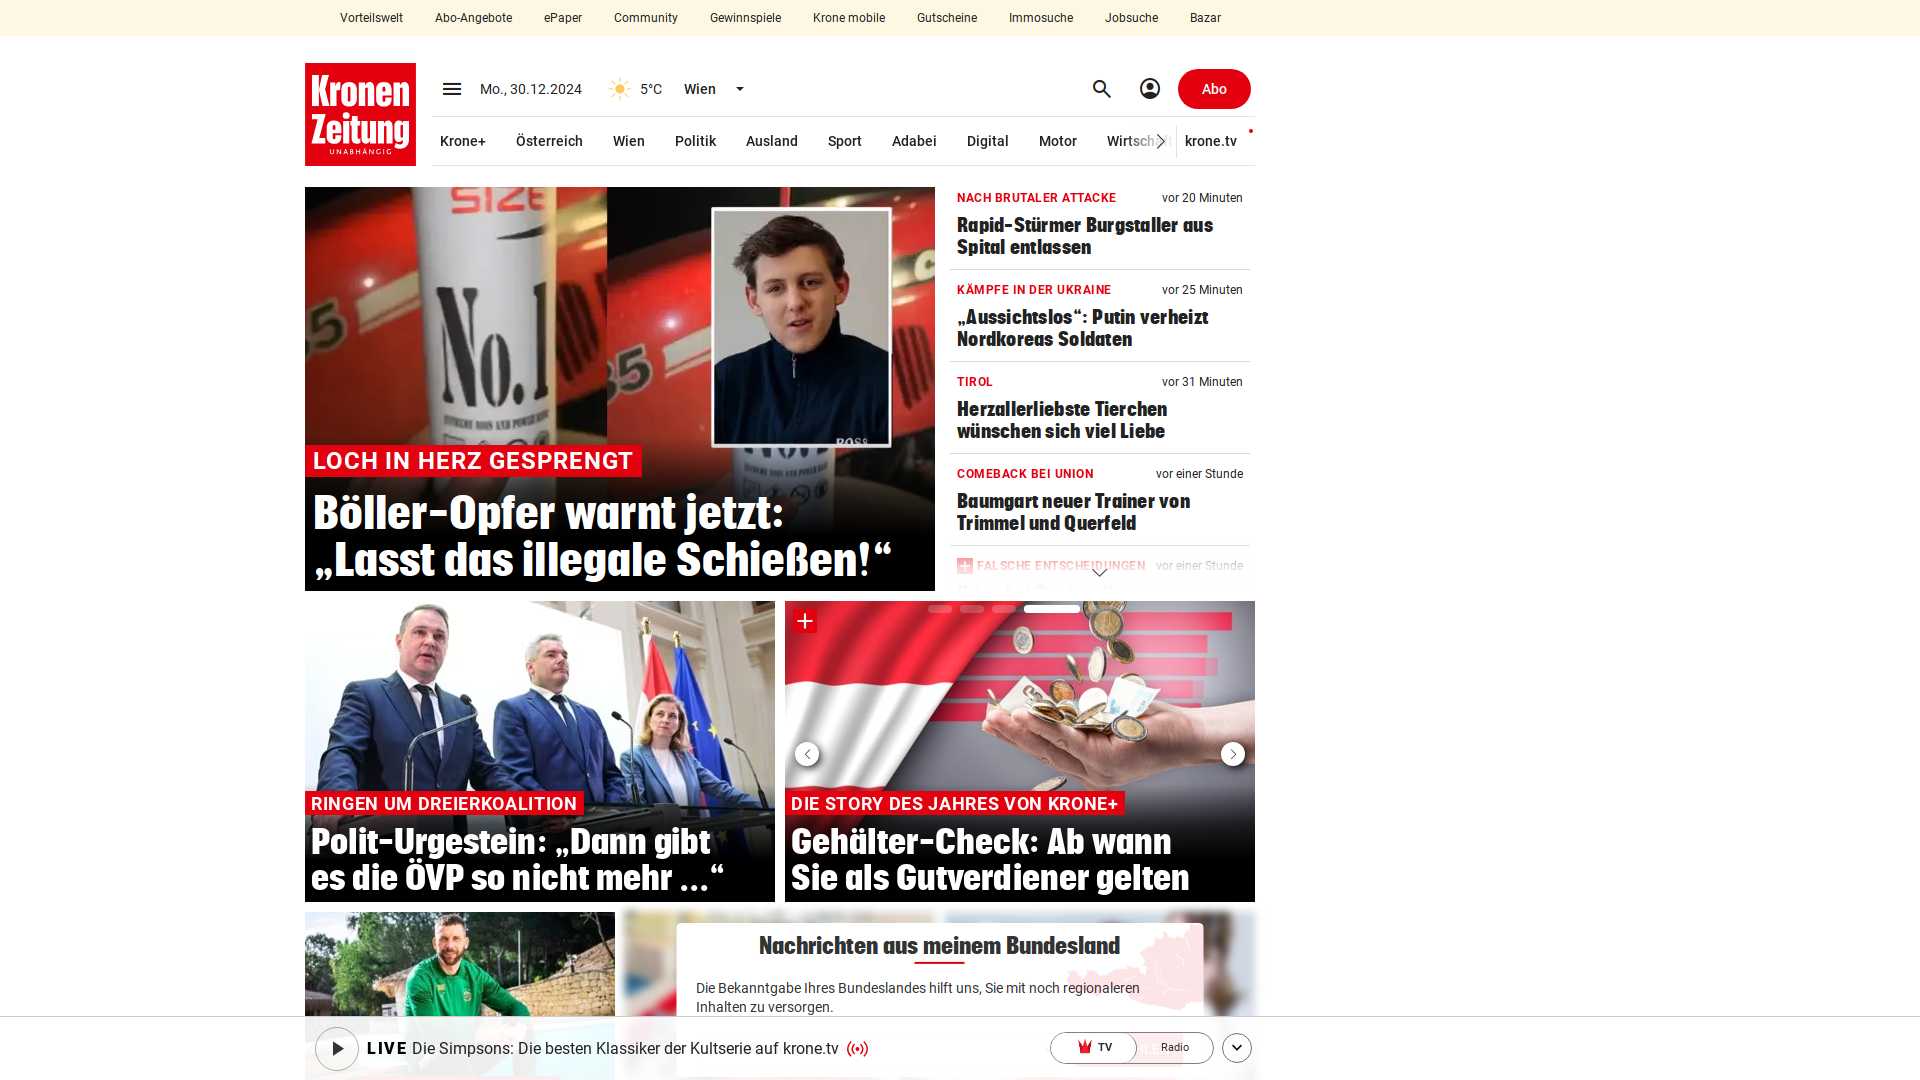 Vorteilswelt
Abo-Angebote
ePaper
Community
Gewinnspiele
Krone mobile
Gutscheine
Immosuche
Jobsuche
Bazar
Kronen
Zeitung
UNABHÄNGIG
Mo., 30.12.2024
5°C
Wien
Abo
Krone+
Österreich
Wien
Politik
Ausland
Sport
Adabei
Digital
Motor
Wirtschaft
krone.tv
SIZE
No.1
LOCH IN HERZ GESPRENGT
Böller-Opfer warnt jetzt:
„Lasst das illegale Schießen!“
NACH BRUTALER ATTACKE
vor 20 Minuten
Rapid-Stürmer Burgstaller aus
Spital entlassen
KÄMPFE IN DER UKRAINE
vor 25 Minuten
„Aussichtslos“: Putin verheizt
Nordkoreas Soldaten
TIROL
vor 31 Minuten
Herzallerliebste Tierchen
wünschen sich viel Liebe
COMEBACK BEI UNION
vor einer Stunde
Baumgart neuer Trainer von
Trimmel und Querfeld
FALSCHE ENTSCHEIDUNGEN
vor einer Stunde
RINGEN UM DREIERKOALITION
Polit-Urgestein: „Dann gibt
es die ÖVP so nicht mehr ...“
DIE STORY DES JAHRES VON KRONE+
Gehälter-Check: Ab wann
Sie als Gutverdiener gelten
Nachrichten aus meinem Bundesland
Die Bekanntgabe Ihres Bundeslandes hilft uns, Sie mit noch regionaleren
Inhalten zu versorgen.
LIVE Die Simpsons: Die besten Klassiker der Kultserie auf krone.tv
TV
Radio